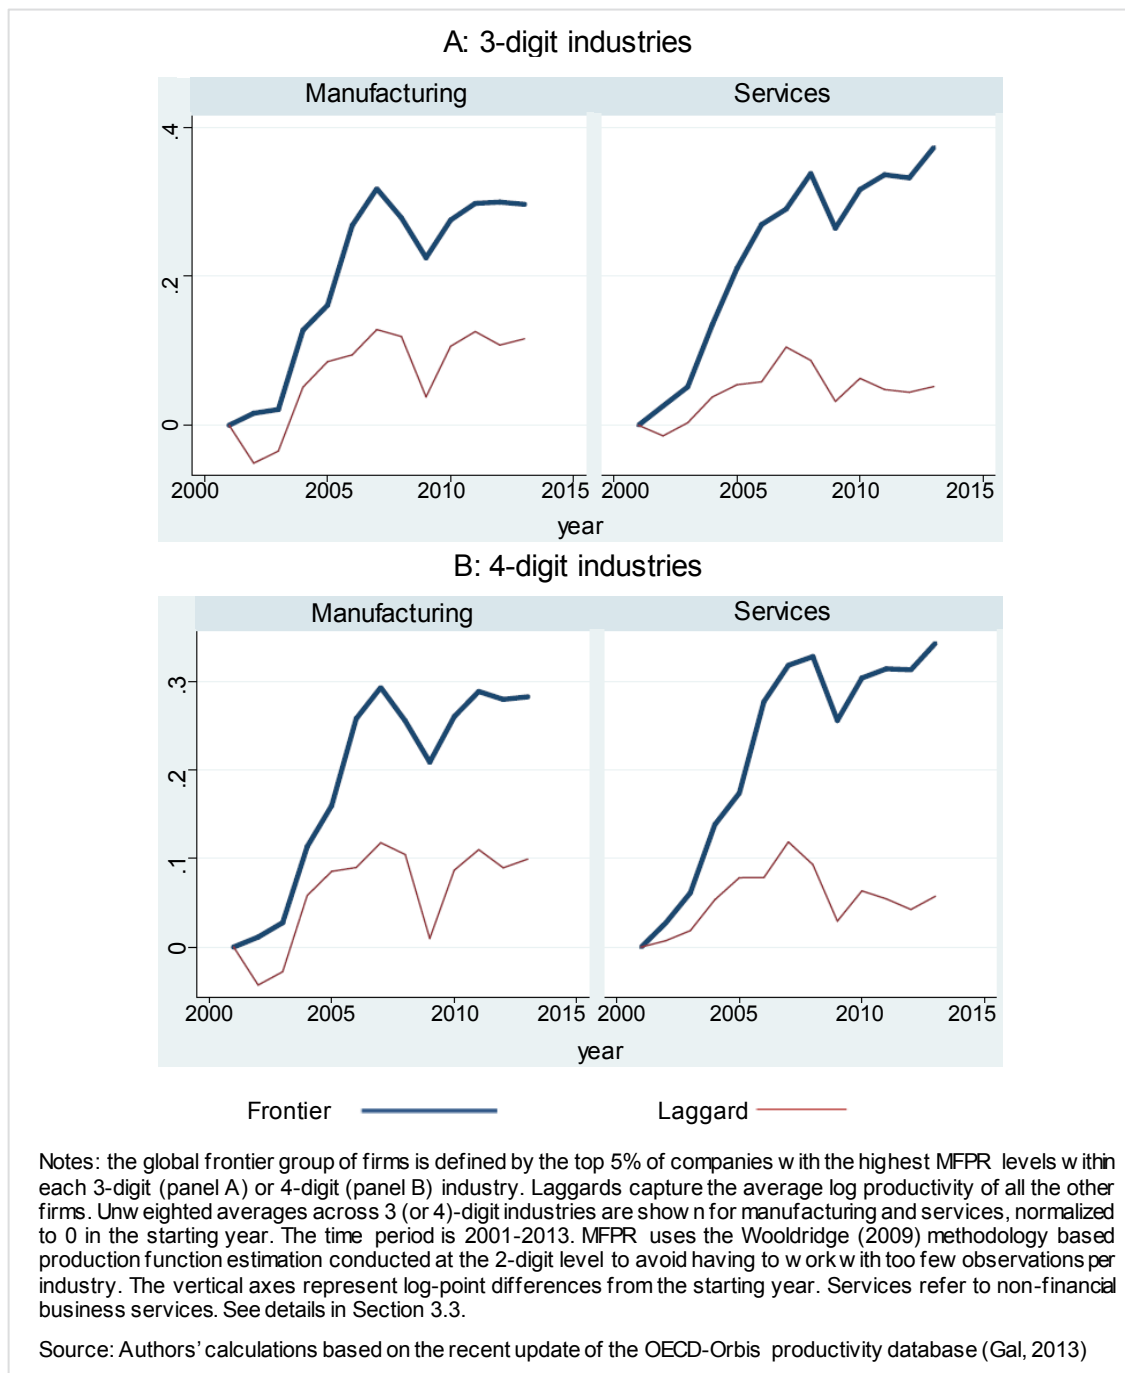 A: 3-digit industries
Manufacturing
Services
.4
.2
0
2000
2005
2010
2015
2000
2005
2010
2015
year
B: 4-digit industries
Manufacturing
Services
.3
.2
.1
0
2000
2005
2010
2015
2000
2005
2010
2015
year
Frontier
Laggard
Notes: the global frontier group of firms is defined by the top 5% of companies with the highest MFPR levels within
each 3-digit (panel A) or 4-digit (panel B) industry. Laggards capture the average log productivity of all the other
firms. Unweighted averages across 3 (or 4)-digit industries are shown for manufacturing and services, normalized
to 0 in the starting year. The time period is 2001-2013. MFPR uses the Wooldridge (2009) methodology based
production function estimation conducted at the 2-digit level to avoid having to work with too few observations per
industry. The vertical axes represent log-point differences from the starting year. Services refer to non-financial
business services. See details in Section 3.3.
Source: Authors' calculations based on the recent update of the OECD-Orbis productivity database (Gal, 2013)